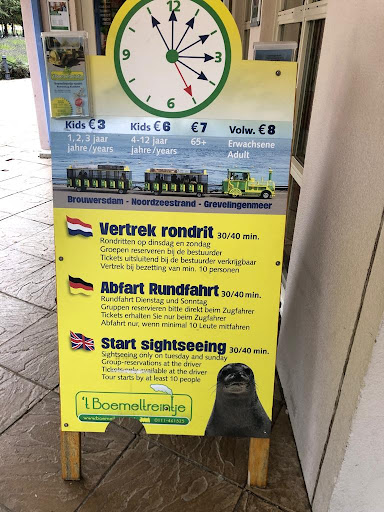 12
3
6
Kids € 3
1, 2, 3 jaar
jahre/years
Kids € 6
4-12 jaar
jahre/years
€ 7
65+
Volw. € 8
Erwachsene
Adult
Brouwersdam - Noordzeestrand - Grevelingenmeer
Vertrek rondrit 30/40 min.
Rondritten op dinsdag en zondag
Groepen reserveren bij de bestuurder
Tickets uitsluitend bij de bestuurder verkrijgbaar
Vertrek bij bezetting van min. 10 personen
Abfart Rundfahrt 30/40 min.
Rundfahrt Dienstag und Sonntag
Gruppen reservieren bitte direkt beim Zugfahrer
Tickets erhalten Sie nur beim Zugfahrer
Abfahrt nur, wenn minimal 10 Leute mitfahren
Start sightseeing 30/40 min.
Sightseeing only on tuesday and sunday
Group-reservations at the driver
Tickets only available at the driver
Tour starts by at least 10 people
't Boemeltreintje